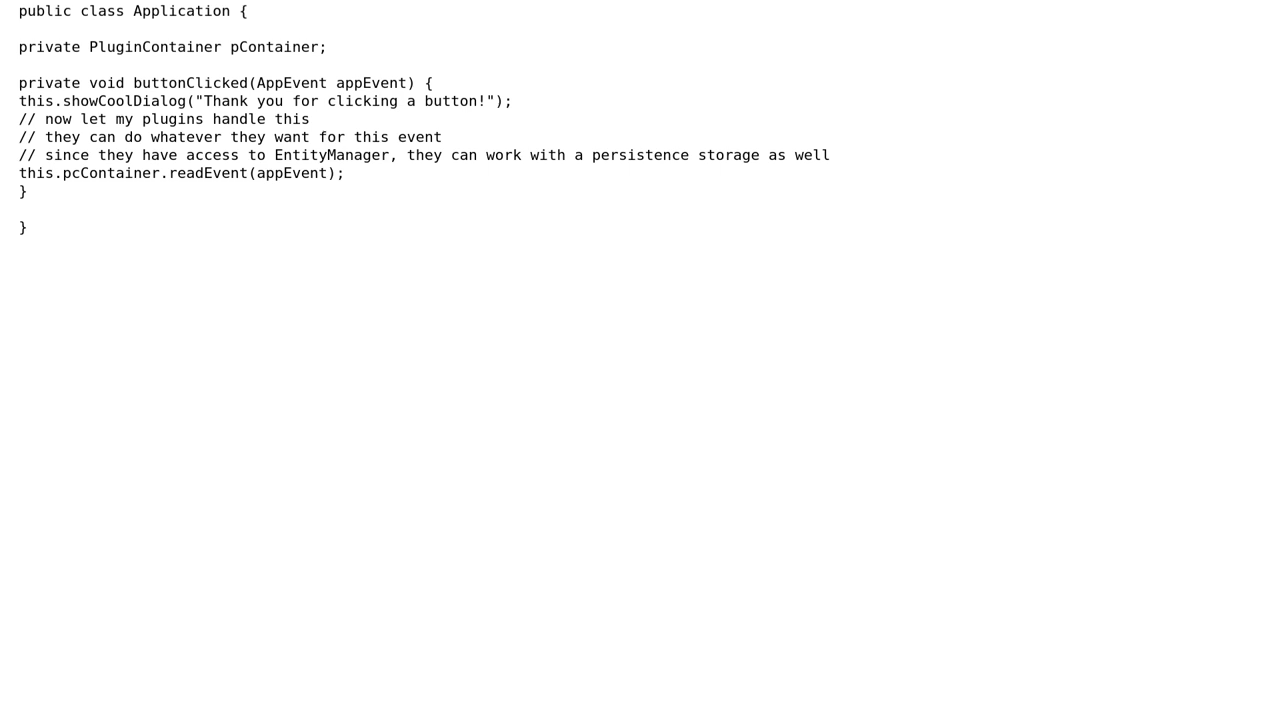 public class Application {
private PluginContainer pContainer;
private void buttonClicked(AppEvent appEvent) {
this.showCoolDialog("Thank you for clicking a button!");
// now let my plugins handle this
// they can do whatever they want for this event
// since they have access to EntityManager, they can work with a persistence storage as well
this.pcContainer.readEvent(appEvent);
}
}